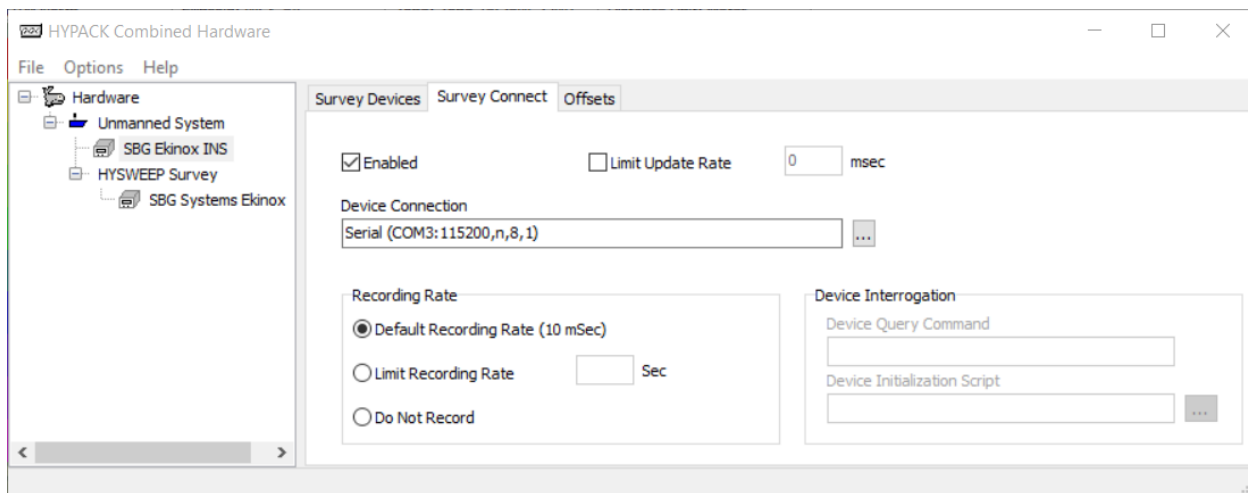 HYPACK Combined Hardware
File Options Help
Hardware
Unmanned System
SBG Ekinox INS
HYSWEEP Survey
SBG Systems Ekinox
Survey Devices Survey Connect Offsets
Enabled Limit Update Rate 0 msec
Device Connection
Serial (COM3:115200,n,8,1) ...
Recording Rate
Default Recording Rate (10 mSec)
Limit Recording Rate Sec
Do Not Record
Device Interrogation
Device Query Command
Device Initialization Script
...